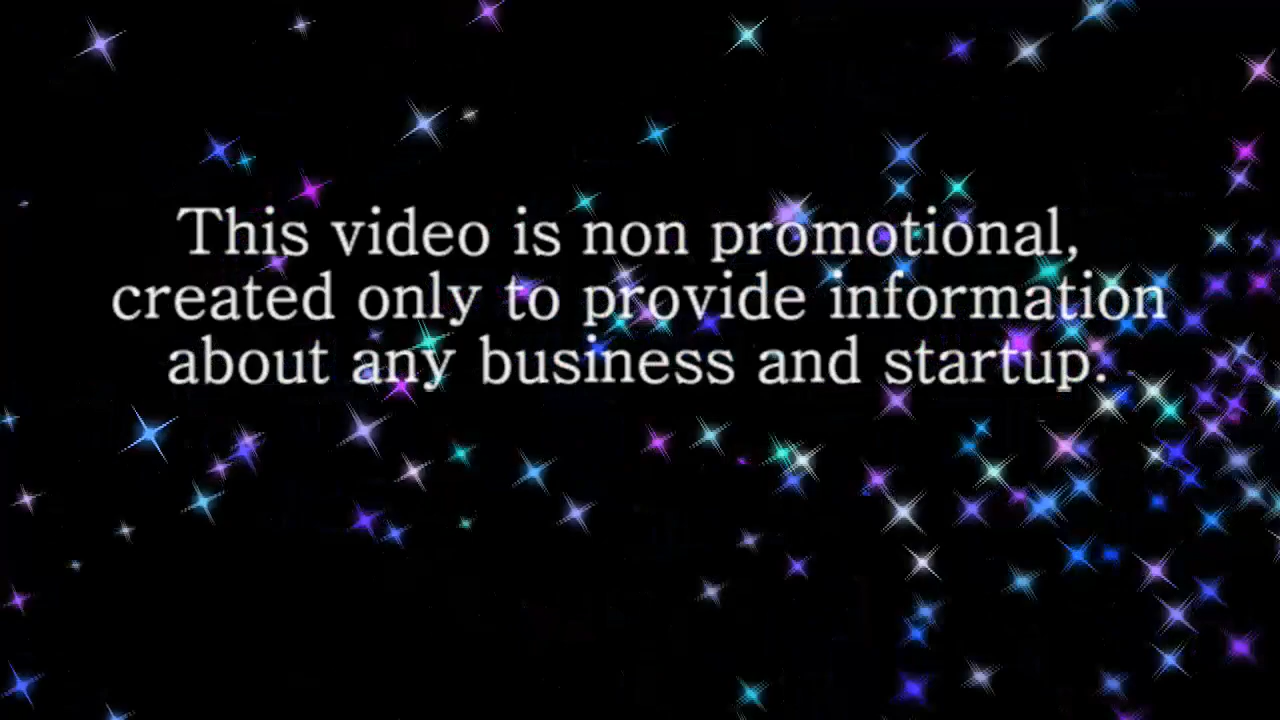 This video is non promotional,
created only to provide information
about any business and startup.